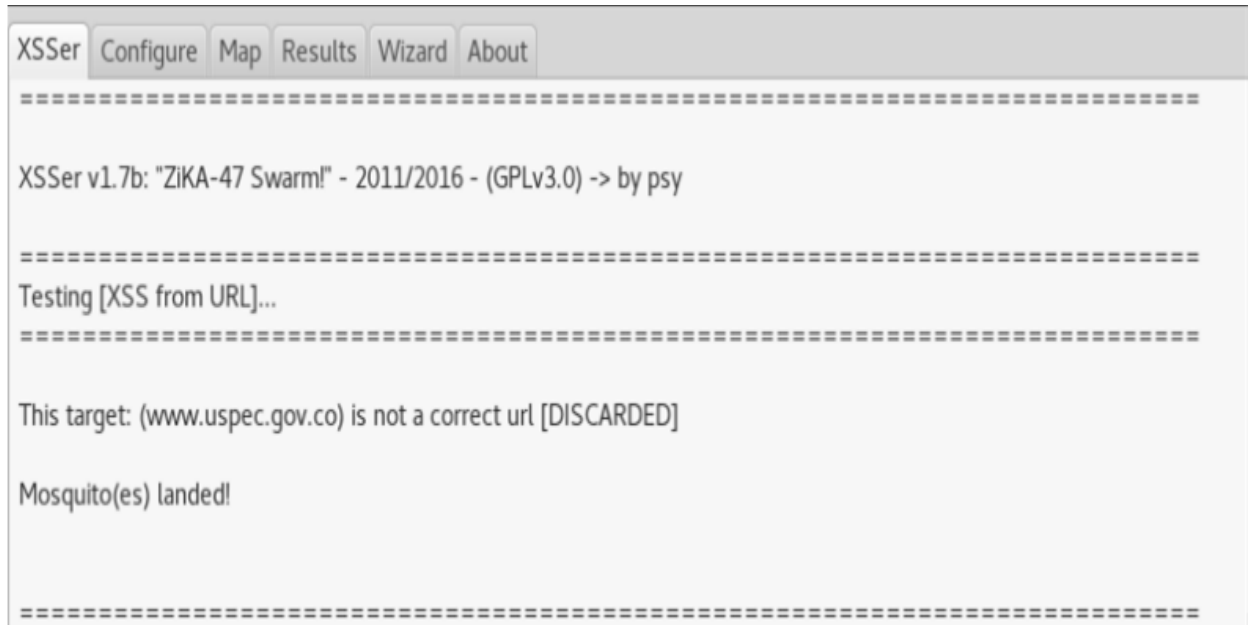 XSSer Configure Map Results Wizard About
===========================================================================
XSSer v1.7b: "ZiKA-47 Swarm!" - 2011/2016 - (GPLv3.0) -> by psy
===========================================================================
Testing [XSS from URL]...
===========================================================================
This target: (www.uspec.gov.co) is not a correct url [DISCARDED]
Mosquito(es) landed!
===========================================================================